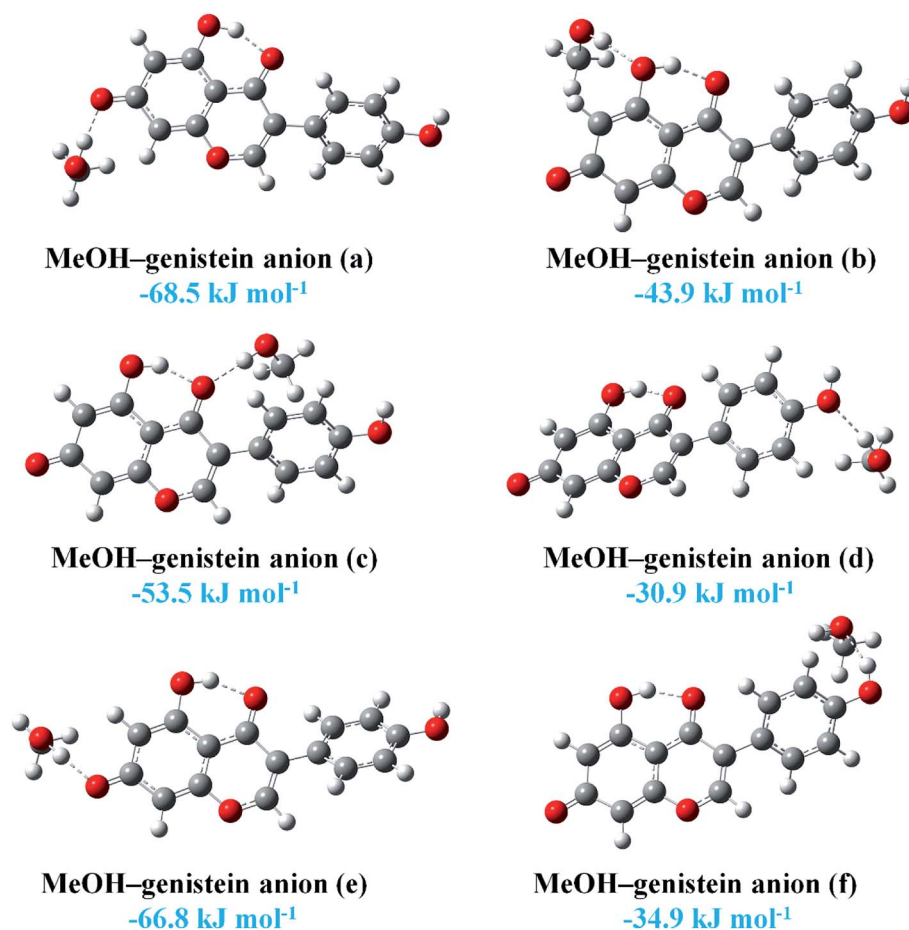 MeOH–genistein anion (a)
-68.5 kJ mol⁻¹
MeOH–genistein anion (b)
-43.9 kJ mol⁻¹
MeOH–genistein anion (c)
-53.5 kJ mol⁻¹
MeOH–genistein anion (d)
-30.9 kJ mol⁻¹
MeOH–genistein anion (e)
-66.8 kJ mol⁻¹
MeOH–genistein anion (f)
-34.9 kJ mol⁻¹